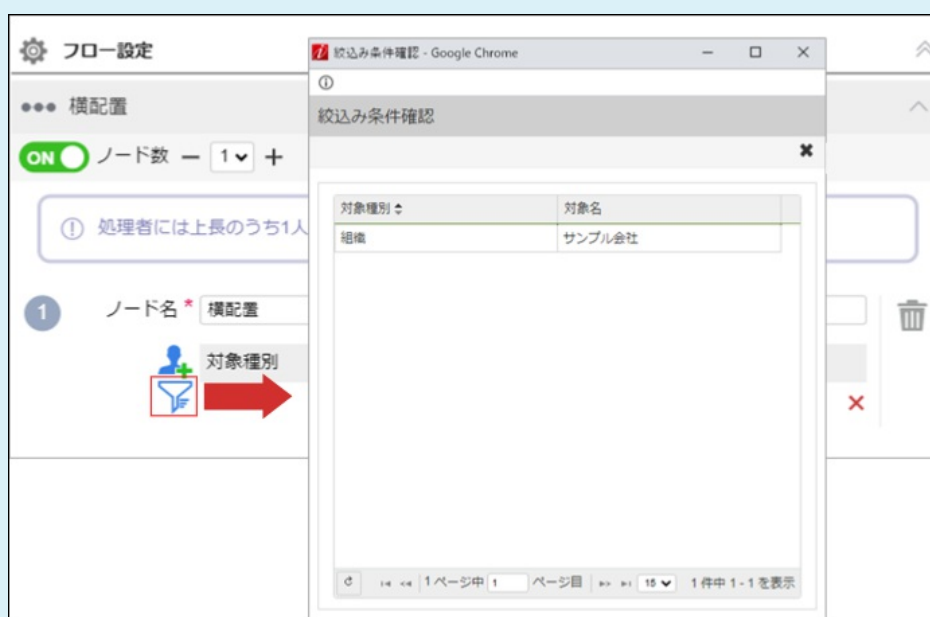 フロー設定
横配置
ON ノード数 － 1 ＋
処理者には上長のうち1人
1 ノード名 * 横配置
対象種別
絞込み条件確認 - Google Chrome
絞込み条件確認
対象種別 対象名
組織 サンプル会社
1 ページ中 1 ページ目 15 1 件中 1 - 1 を表示